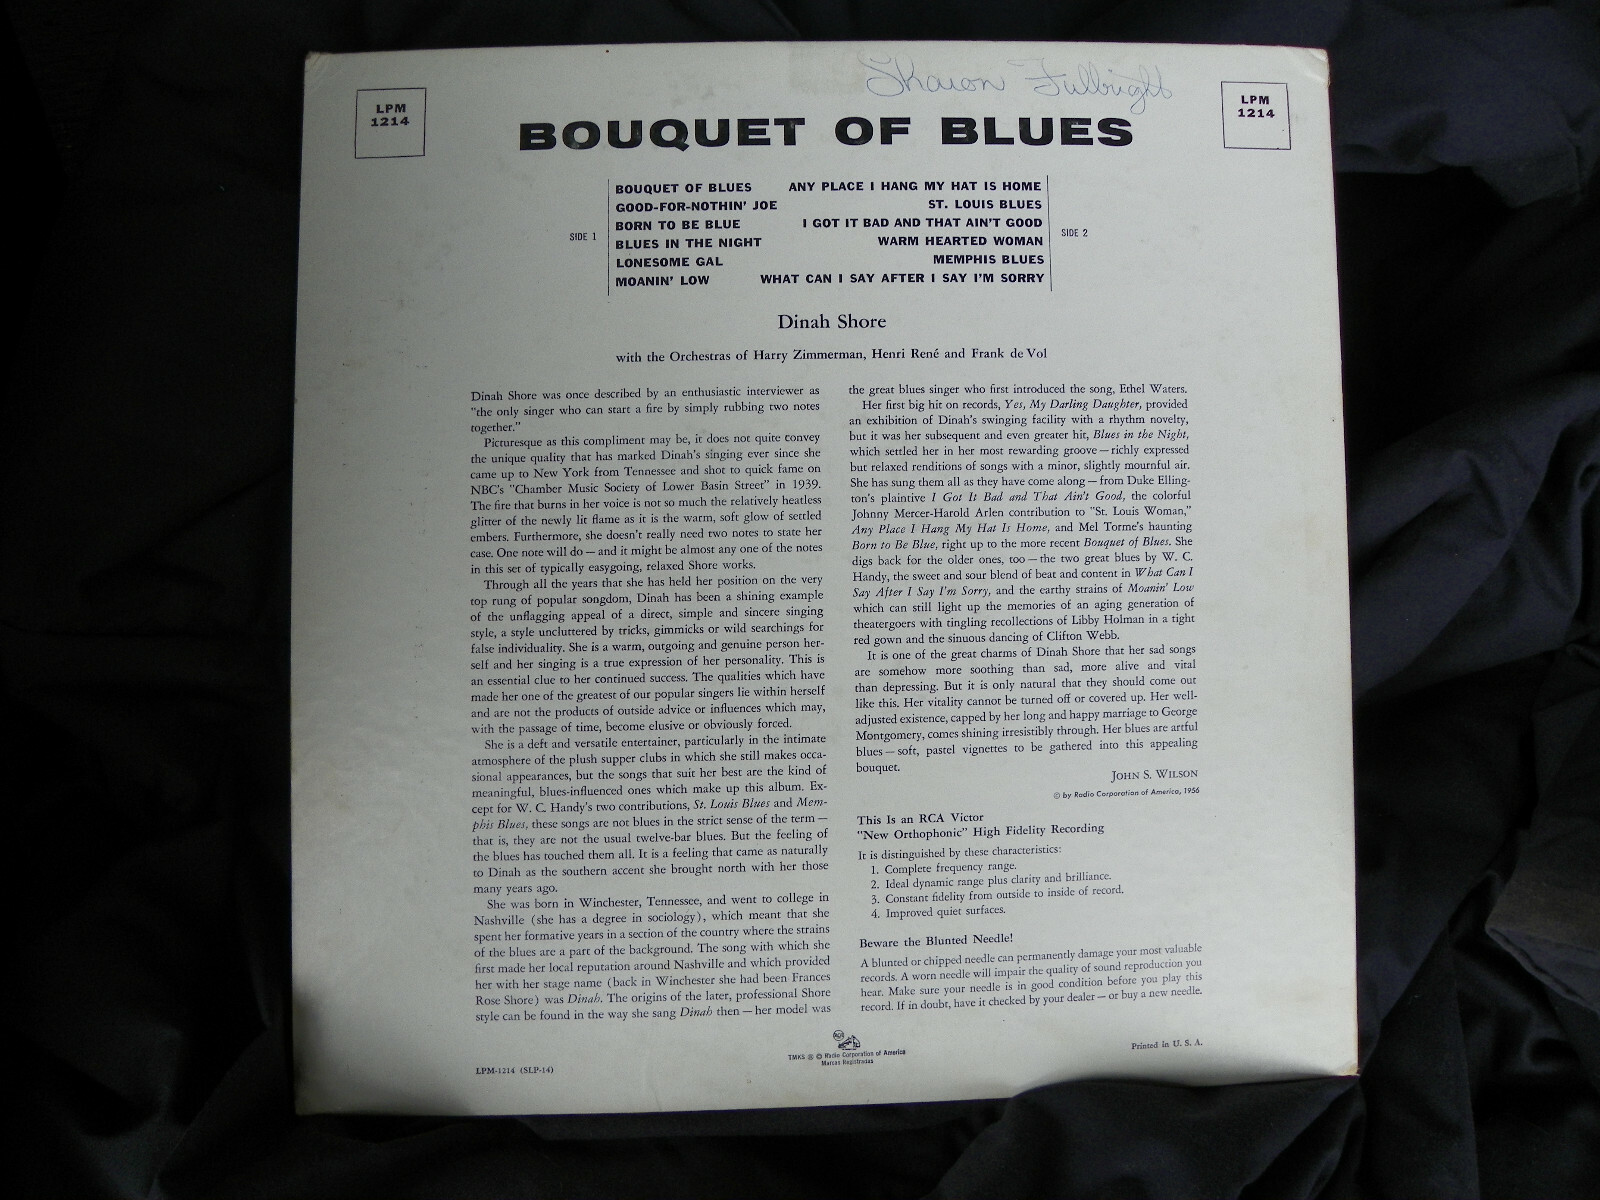 Sharon Fulbright
LPM
1214
LPM
1214
BOUQUET OF BLUES
SIDE 1
BOUQUET OF BLUES
GOOD-FOR-NOTHIN' JOE
BORN TO BE BLUE
BLUES IN THE NIGHT
LONESOME GAL
MOANIN' LOW
ANY PLACE I HANG MY HAT IS HOME
ST. LOUIS BLUES
I GOT IT BAD AND THAT AIN'T GOOD
WARM HEARTED WOMAN
MEMPHIS BLUES
WHAT CAN I SAY AFTER I SAY I'M SORRY
SIDE 2
Dinah Shore
with the Orchestras of Harry Zimmerman, Henri René and Frank de Vol
Dinah Shore was once described by an enthusiastic interviewer as
"the only singer who can start a fire by simply rubbing two notes
together."
Picturesque as this compliment may be, it does not quite convey
the unique quality that has marked Dinah's singing ever since she
came up to New York from Tennessee and shot to quick fame on
NBC's "Chamber Music Society of Lower Basin Street" in 1939.
The fire that burns in her voice is not so much the relatively heatless
glitter of the newly lit flame as it is the warm, soft glow of settled
embers. Furthermore, she doesn't really need two notes to state her
case. One note will do — and it might be almost any one of the notes
in this set of typically easygoing, relaxed Shore works.
Through all the years that she has held her position on the very
top rung of popular songdom, Dinah has been a shining example
of the unflagging appeal of a direct, simple and sincere singing
style, a style uncluttered by tricks, gimmicks or wild searchings for
false individuality. She is a warm, outgoing and genuine person her-
self and her singing is a true expression of her personality. This is
an essential clue to her continued success. The qualities which have
made her one of the greatest of our popular singers lie within herself
and are not the products of outside advice or influences which may,
with the passage of time, become elusive or obviously forced.
She is a deft and versatile entertainer, particularly in the intimate
atmosphere of the plush supper clubs in which she still makes occa-
sional appearances, but the songs that suit her best are the kind of
meaningful, blues-influenced ones which make up this album. Ex-
cept for W. C. Handy's two contributions, St. Louis Blues and Mem-
phis Blues, these songs are not blues in the strict sense of the term —
that is, they are not the usual twelve-bar blues. But the feeling of
the blues has touched them all. It is a feeling that came as naturally
to Dinah as the southern accent she brought north with her those
many years ago.
She was born in Winchester, Tennessee, and went to college in
Nashville (she has a degree in sociology), which meant that she
spent her formative years in a section of the country where the strains
of the blues are a part of the background. The song with which she
first made her local reputation around Nashville and which provided
her with her stage name (back in Winchester she had been Frances
Rose Shore) was Dinah. The origins of the later, professional Shore
style can be found in the way she sang Dinah then — her model was
the great blues singer who first introduced the song, Ethel Waters.
Her first big hit on records, Yes, My Darling Daughter, provided
an exhibition of Dinah's swinging facility with a rhythm novelty,
but it was her subsequent and even greater hit, Blues in the Night,
which settled her in her most rewarding groove — richly expressed
but relaxed renditions of songs with a minor, slightly mournful air.
She has sung them all as they have come along — from Duke Elling-
ton's plaintive I Got It Bad and That Ain't Good, the colorful
Johnny Mercer-Harold Arlen contribution to "St. Louis Woman,"
Any Place I Hang My Hat Is Home, and Mel Torme's haunting
Born to Be Blue, right up to the more recent Bouquet of Blues. She
digs back for the older ones, too — the two great blues by W. C.
Handy, the sweet and sour blend of beat and content in What Can I
Say After I Say I'm Sorry, and the earthy strains of Moanin' Low
which can still light up the memories of an aging generation of
theatergoers with tingling recollections of Libby Holman in a tight
red gown and the sinuous dancing of Clifton Webb.
It is one of the great charms of Dinah Shore that her sad songs
are somehow more soothing than sad, more alive and vital
than depressing. But it is only natural that they should come out
like this. Her vitality cannot be turned off or covered up. Her well-
adjusted existence, capped by her long and happy marriage to George
Montgomery, comes shining irresistibly through. Her blues are artful
blues — soft, pastel vignettes to be gathered into this appealing
bouquet.
JOHN S. WILSON
© by Radio Corporation of America, 1956
This Is an RCA Victor
"New Orthophonic" High Fidelity Recording
It is distinguished by these characteristics:
1. Complete frequency range.
2. Ideal dynamic range plus clarity and brilliance.
3. Constant fidelity from outside to inside of record.
4. Improved quiet surfaces.
Beware the Blunted Needle!
A blunted or chipped needle can permanently damage your most valuable
records. A worn needle will impair the quality of sound reproduction you
hear. Make sure your needle is in good condition before you play this
record. If in doubt, have it checked by your dealer — or buy a new needle.
RCA
TMKS ® © Radio Corporation of America
Marcas Registradas
Printed in U. S. A.
LPM-1214 (SLP-14)